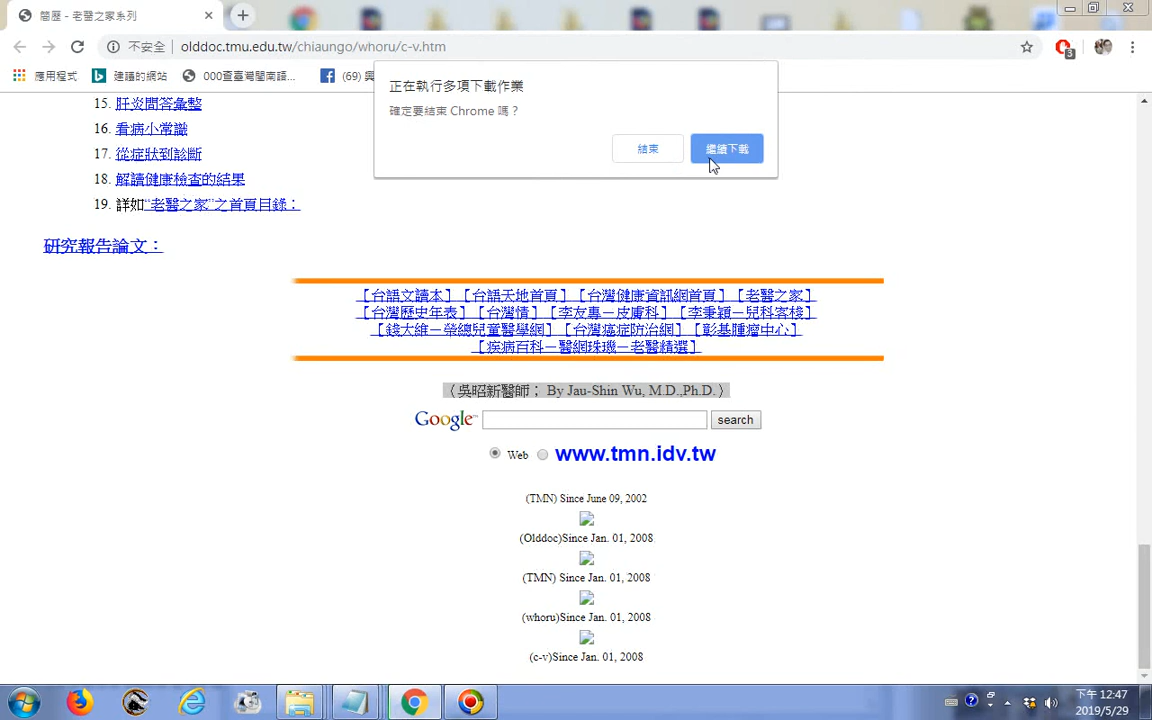 簡歷 - 老醫之家系列
不安全 olddoc.tmu.edu.tw/chiaungo/whoru/c-v.htm
3
應用程式 建議的網站 000查臺灣閩南語... (69)
正在執行多項下載作業
確定要結束 Chrome 嗎？
結束 繼續下載
15. 肝炎問答彙整
16. 看病小常識
17. 從症狀到診斷
18. 解讀健康檢查的結果
19. 詳如“老醫之家”之首頁目錄：
研究報告論文：
【台語文讀本】【台語天地首頁】【台灣健康資訊網首頁】【老醫之家】
【台灣歷史年表】【台灣情】【李友專－皮膚科】【李秉穎－兒科客棧】
【錢大維－榮總兒童醫學網】【台灣癌症防治網】【彰基腫瘤中心】
【疾病百科－醫網珠璣－老醫精選】
〈吳昭新醫師； By Jau-Shin Wu, M.D.,Ph.D.〉
Google™ search
Web www.tmn.idv.tw
(TMN) Since June 09, 2002
(Olddoc)Since Jan. 01, 2008
(TMN) Since Jan. 01, 2008
(whoru)Since Jan. 01, 2008
(c-v)Since Jan. 01, 2008
下午 12:47
2019/5/29